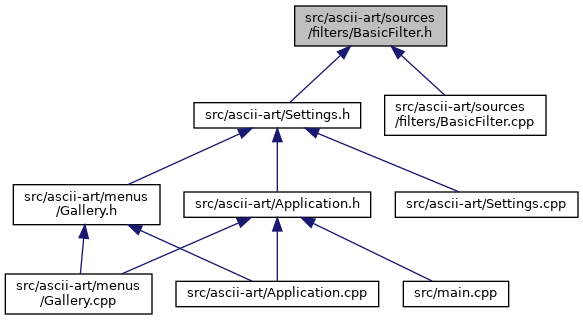 src/ascii-art/sources
/filters/BasicFilter.h
src/ascii-art/Settings.h
src/ascii-art/sources
/filters/BasicFilter.cpp
src/ascii-art/menus
/Gallery.h
src/ascii-art/Application.h
src/ascii-art/Settings.cpp
src/ascii-art/menus
/Gallery.cpp
src/ascii-art/Application.cpp
src/main.cpp